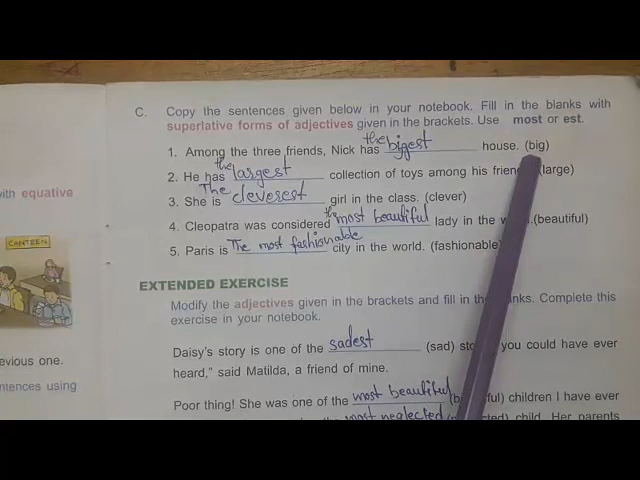 C. Copy the sentences given below in your notebook. Fill in the blanks with
superlative forms of adjectives given in the brackets. Use most or est.
1. Among the three friends, Nick has the biggest house. (big)
2. He has the largest collection of toys among his (large)
3. She is The cleverest girl in the class. (clever)
4. Cleopatra was considered the most beautiful lady in the (beautiful)
5. Paris is The most fashionable city in the world. (fashionable)
with equative
CANTEEN
evious one.
ntences using
EXTENDED EXERCISE
Modify the adjectives given in the brackets and fill in the Complete this
exercise in your notebook.
Daisy's story is one of the sadest (sad) you could have ever
heard," said Matilda, a friend of mine.
Poor thing! She was one of the most beautiful children I have ever
most neglected child. Her parents